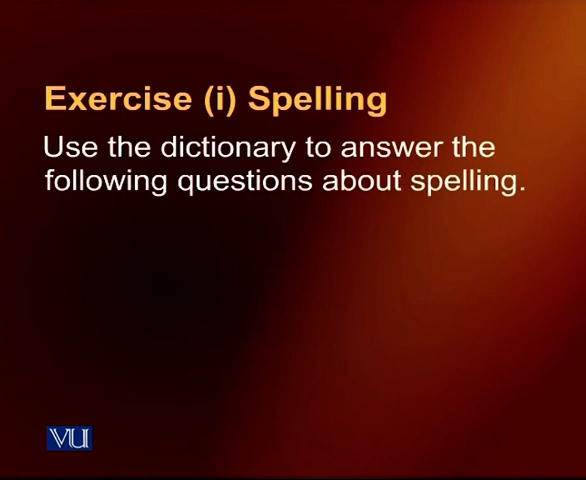 Exercise (i) Spelling
Use the dictionary to answer the
following questions about spelling.
VU